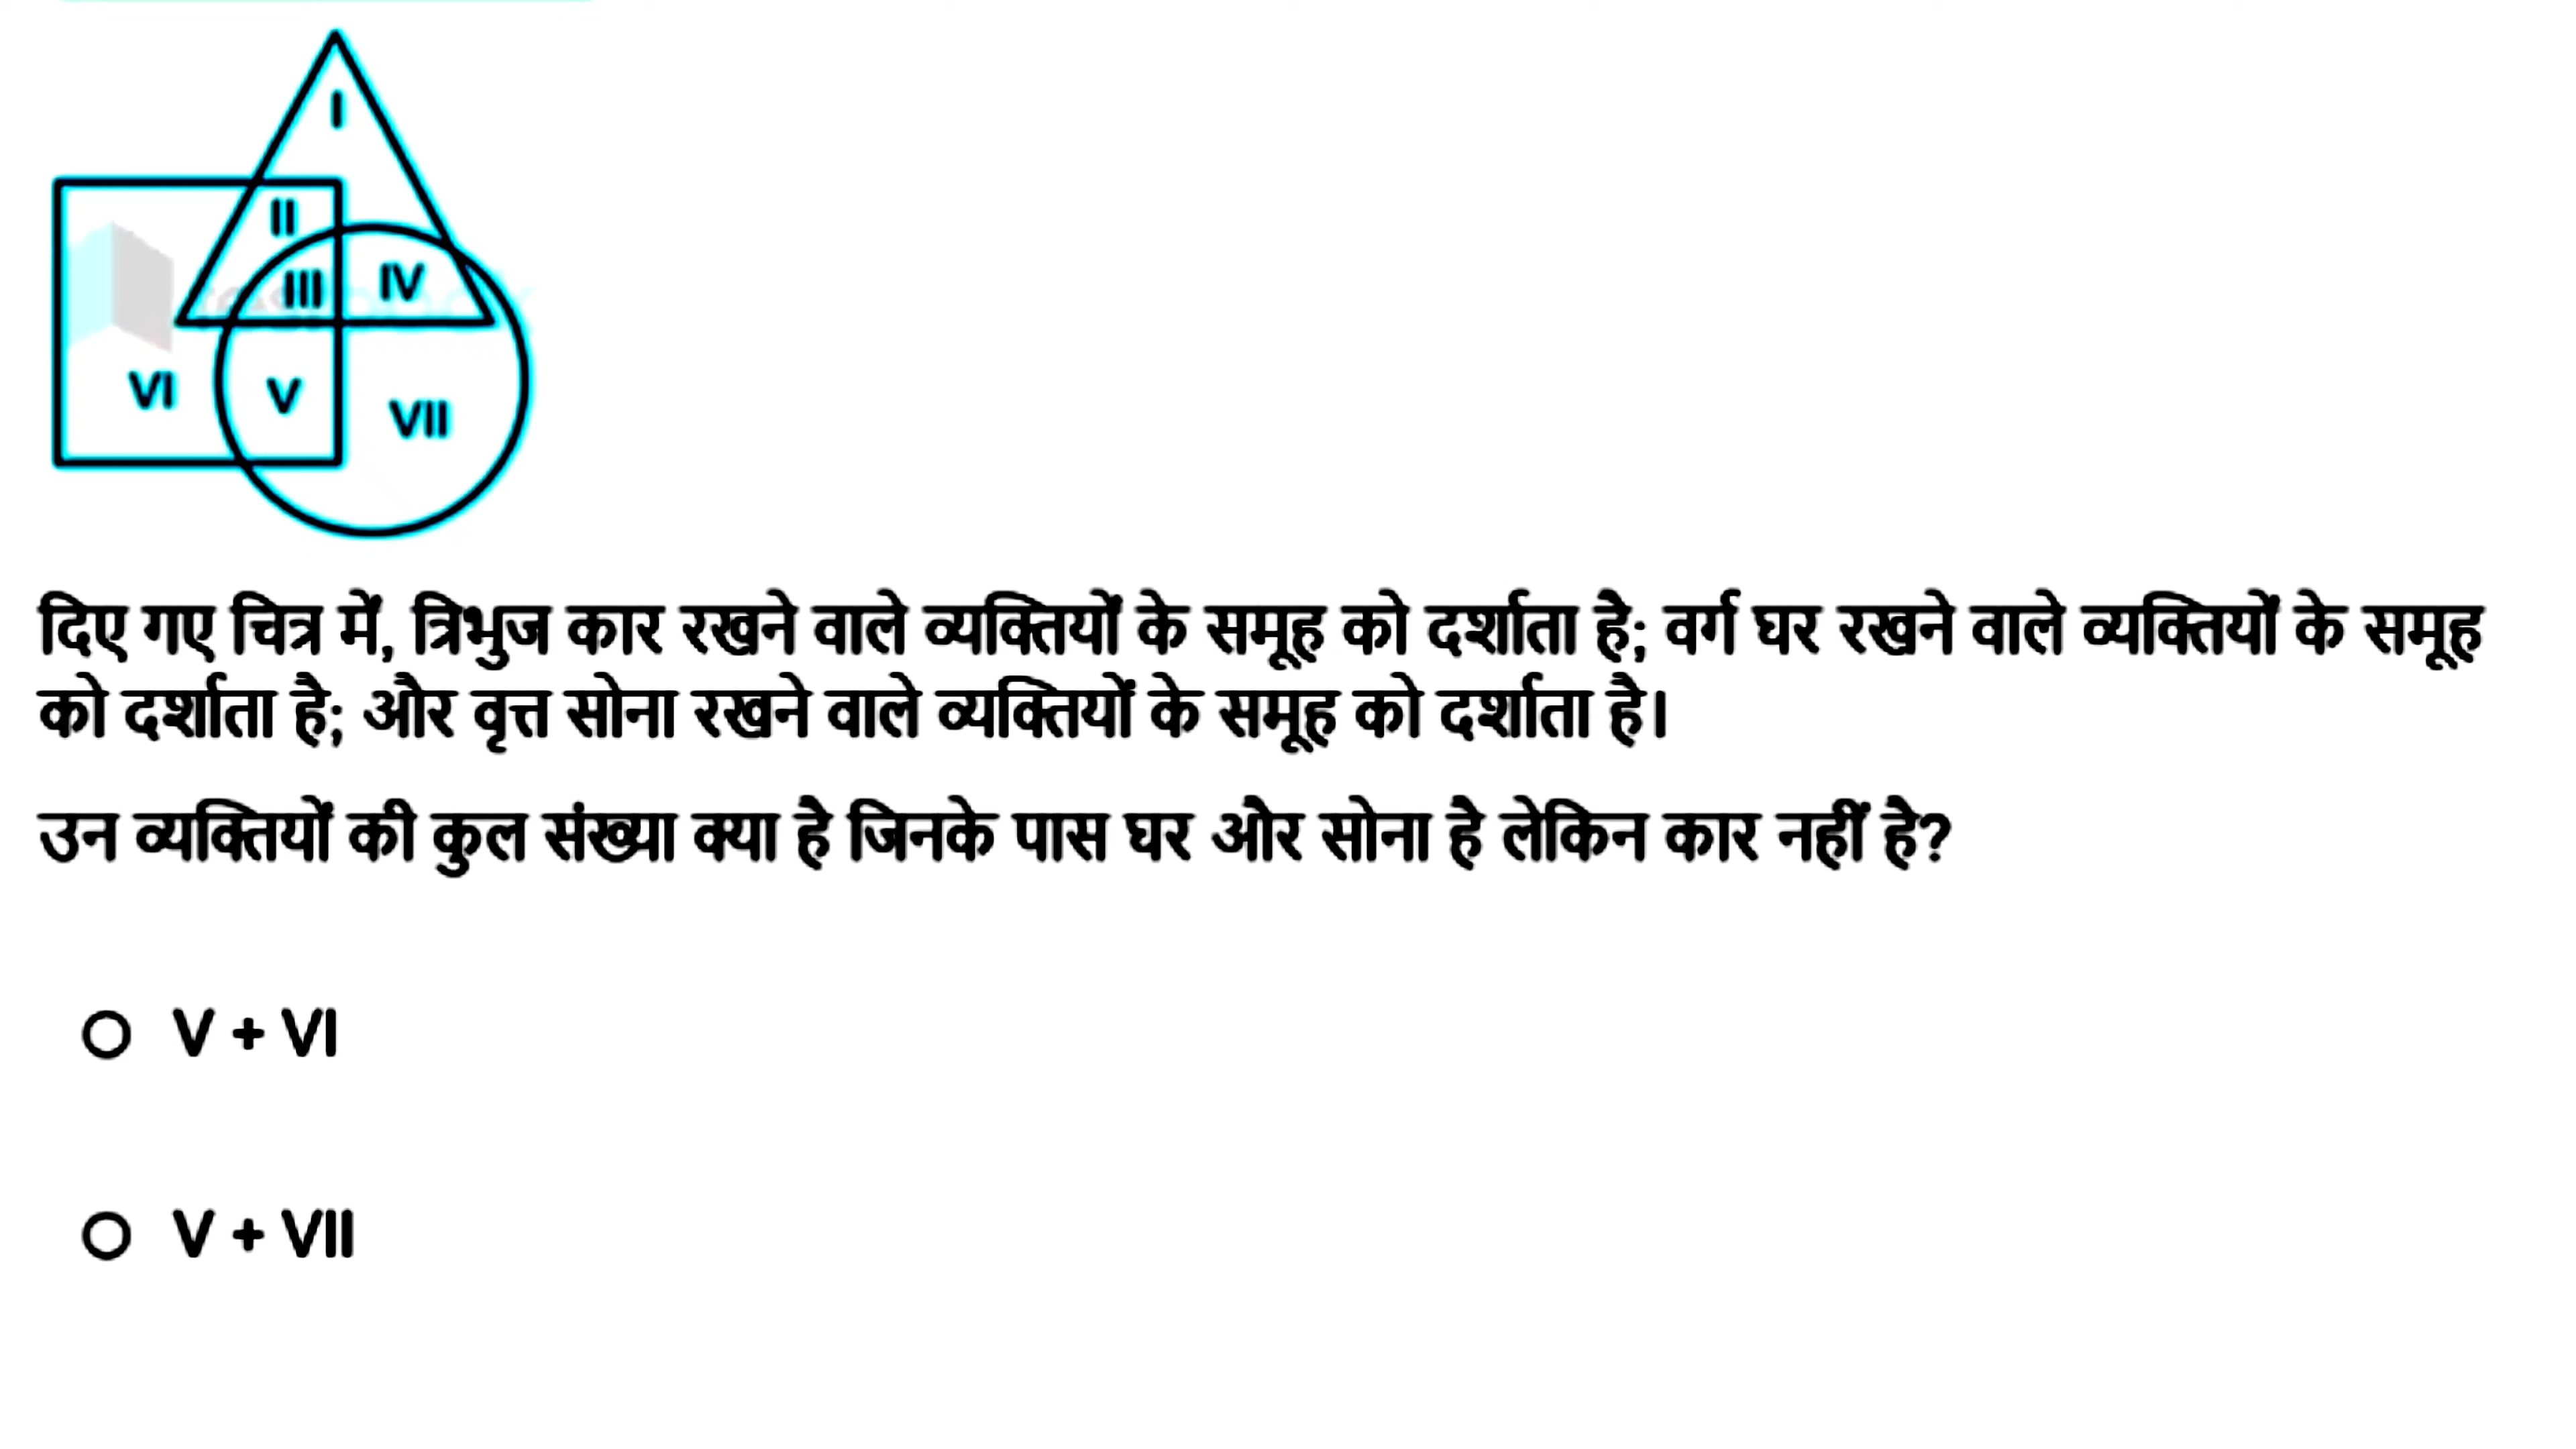 I
II
III
IV
VI
V
VII
दिए गए चित्र में, त्रिभुज कार रखने वाले व्यक्तियों के समूह को दर्शाता है; वर्ग घर रखने वाले व्यक्तियों के समूह
को दर्शाता है; और वृत्त सोना रखने वाले व्यक्तियों के समूह को दर्शाता है।
उन व्यक्तियों की कुल संख्या क्या है जिनके पास घर और सोना है लेकिन कार नहीं है?
V + VI
V + VII